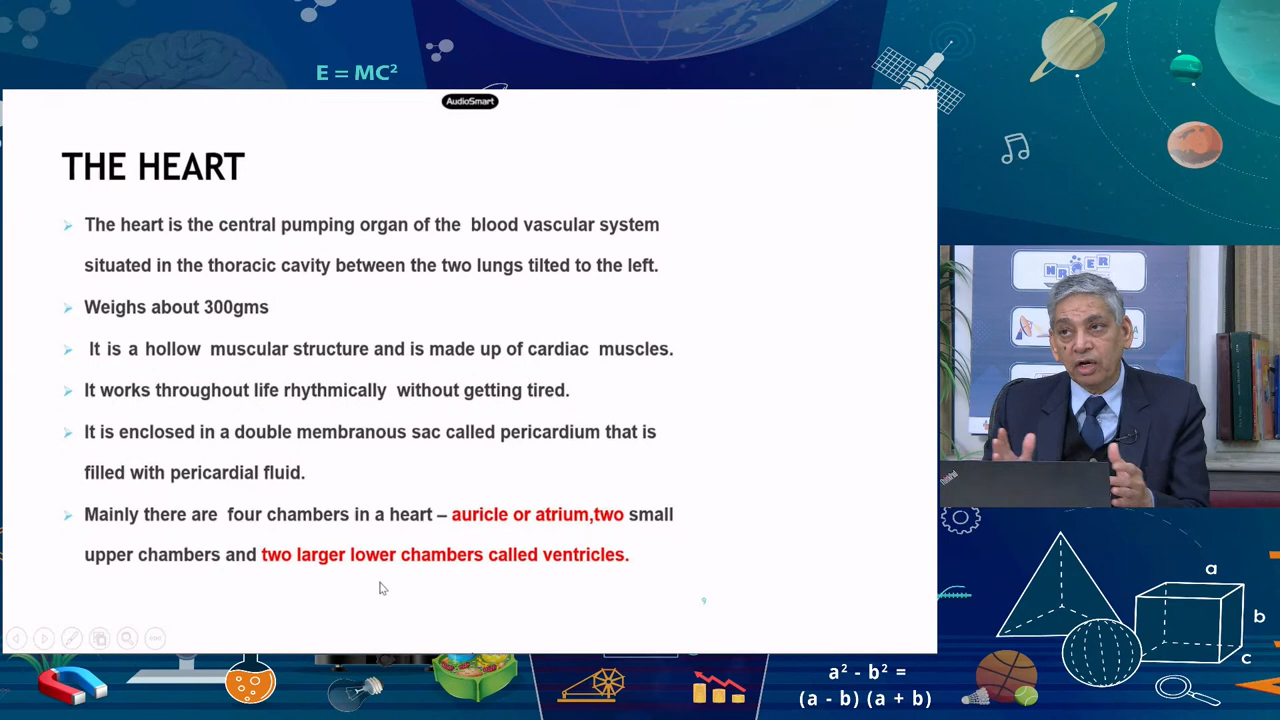 E = MC²
AudioSmart
THE HEART
The heart is the central pumping organ of the blood vascular system
situated in the thoracic cavity between the two lungs tilted to the left.
Weighs about 300gms
It is a hollow muscular structure and is made up of cardiac muscles.
It works throughout life rhythmically without getting tired.
It is enclosed in a double membranous sac called pericardium that is
filled with pericardial fluid.
Mainly there are four chambers in a heart – auricle or atrium,two small
upper chambers and two larger lower chambers called ventricles.
9
ThinkPad
a
b
c
a² - b² =
(a - b) (a + b)